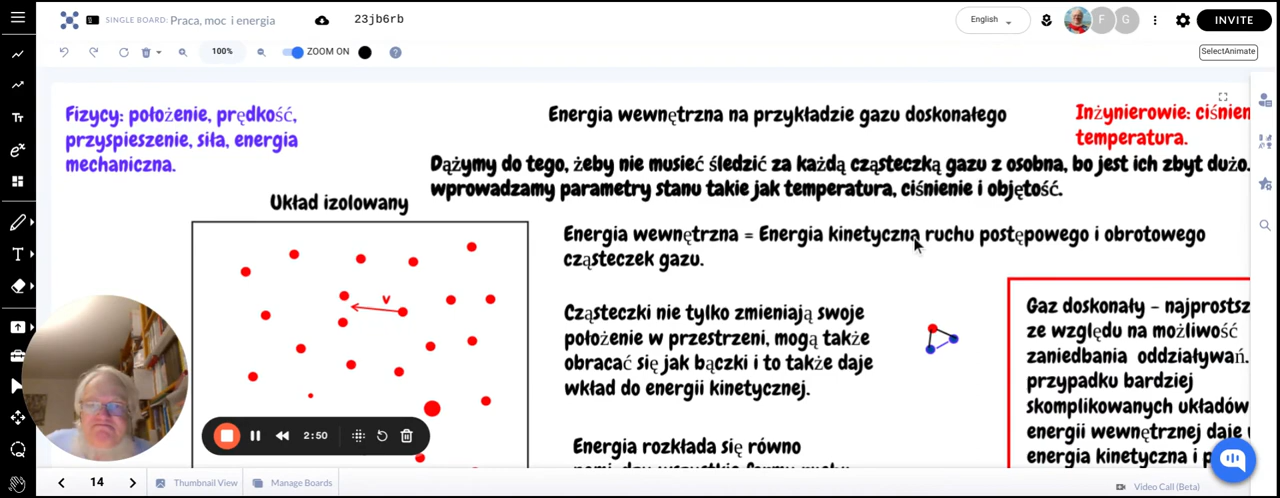 SINGLE BOARD: Praca, moc i energia
23jb6rb
English
F
G
INVITE
100%
ZOOM ON
SelectAnimate
Fizycy: położenie, prędkość,
przyspieszenie, siła, energia
mechaniczna.
Energia wewnętrzna na przykładzie gazu doskonałego
Inżynierowie: ciśnien
temperatura.
Dążymy do tego, żeby nie musieć śledzić za każdą cząsteczką gazu z osobna, bo jest ich zbyt dużo.
wprowadzamy parametry stanu takie jak temperatura, ciśnienie i objętość.
Układ izolowany
v
Energia wewnętrzna = Energia kinetyczna ruchu postępowego i obrotowego
cząsteczek gazu.
Cząsteczki nie tylko zmieniają swoje
położenie w przestrzeni, mogą także
obracać się jak bączki i to także daje
wkład do energii kinetycznej.
Gaz doskonały – najprostsz
ze względu na możliwość
zaniedbania oddziaływań.
przypadku bardziej
skomplikowanych układów
energii wewnętrznej daje
energia kinetyczna i p
Energia rozkłada się równo
2:50
14
Thumbnail View
Manage Boards
Video Call (Beta)